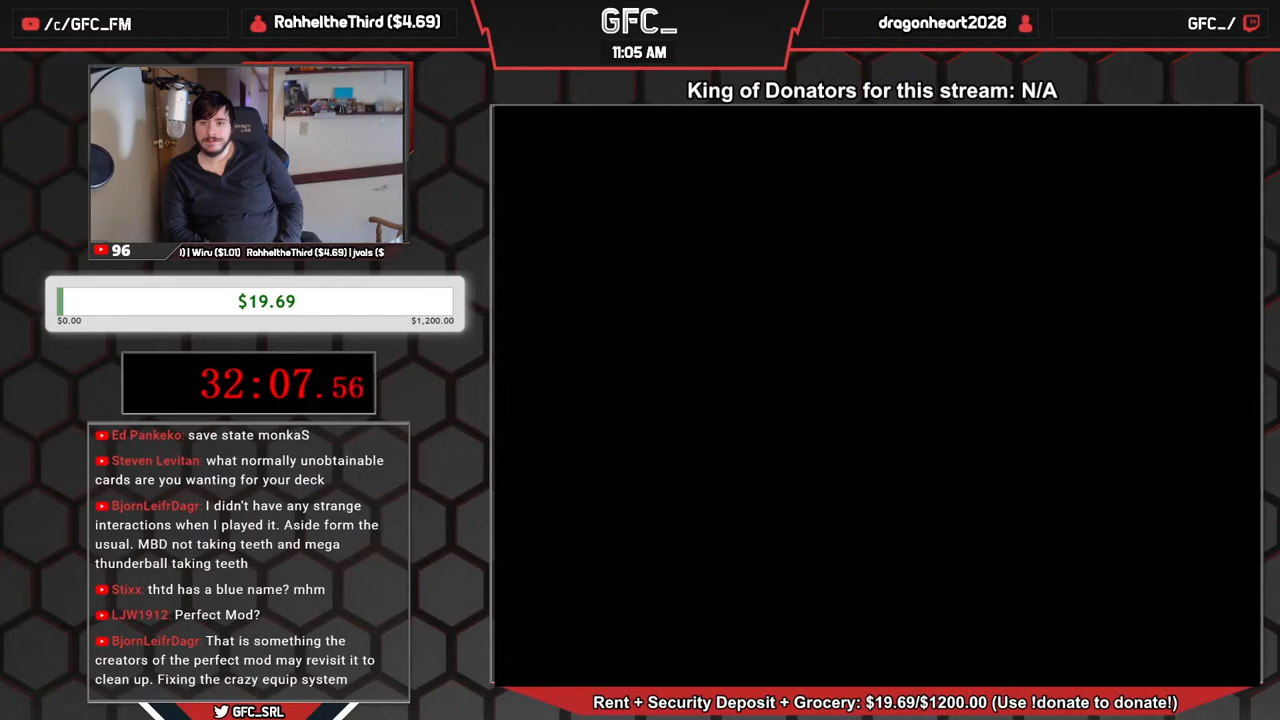 /c/GFC_FM
RahheltheThird ($4.69)
GFC_
11:05 AM
dragonheart2028
GFC_/
King of Donators for this stream: N/A
96
) | Wiru ($1.01) RahheltheThird ($4.69) | jvals ($
$19.69
$0.00
$1,200.00
32:07.56
Ed Pankeko: save state monkaS
Steven Levitan: what normally unobtainable
cards are you wanting for your deck
BjornLeifrDagr: I didn't have any strange
interactions when I played it. Aside form the
usual. MBD not taking teeth and mega
thunderball taking teeth
Stixx: thtd has a blue name? mhm
LJW1912: Perfect Mod?
BjornLeifrDagr: That is something the
creators of the perfect mod may revisit it to
clean up. Fixing the crazy equip system
GFC_SRL
Rent + Security Deposit + Grocery: $19.69/$1200.00 (Use !donate to donate!)